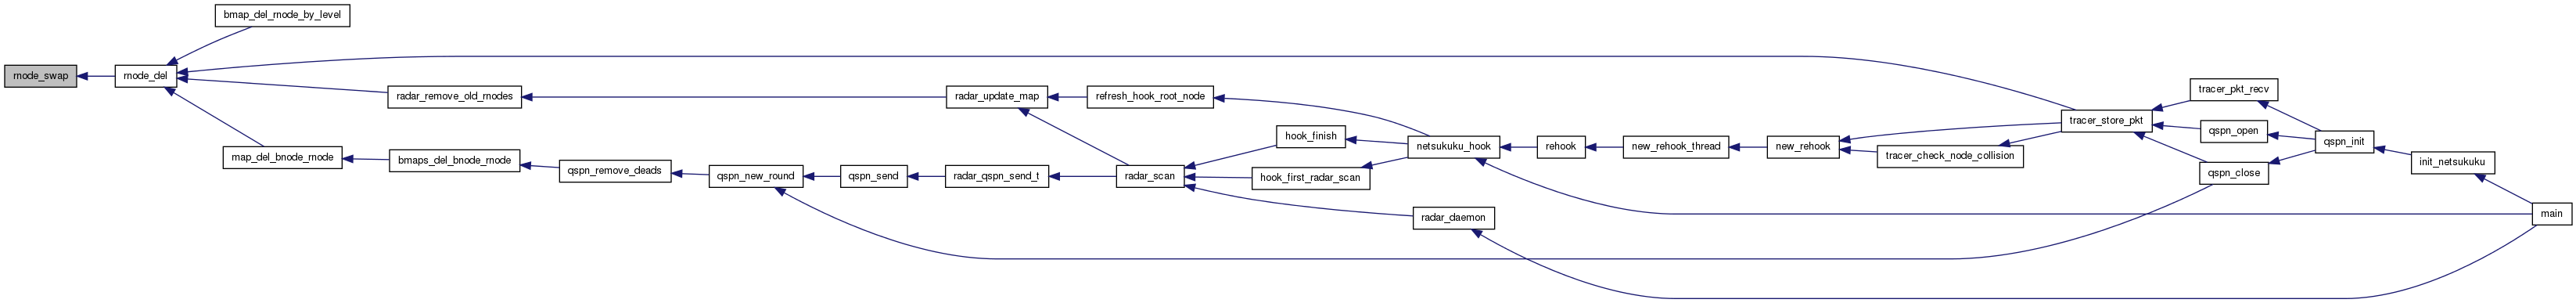 rnode_swap
rnode_del
bmap_del_rnode_by_level
radar_remove_old_rnodes
map_del_bnode_rnode
bmaps_del_bnode_rnode
qspn_remove_deads
qspn_new_round
qspn_send
radar_update_map
radar_qspn_send_t
refresh_hook_root_node
radar_scan
hook_finish
hook_first_radar_scan
radar_daemon
netsukuku_hook
rehook
new_rehook_thread
new_rehook
tracer_check_node_collision
tracer_store_pkt
tracer_pkt_recv
qspn_open
qspn_close
qspn_init
init_netsukuku
main